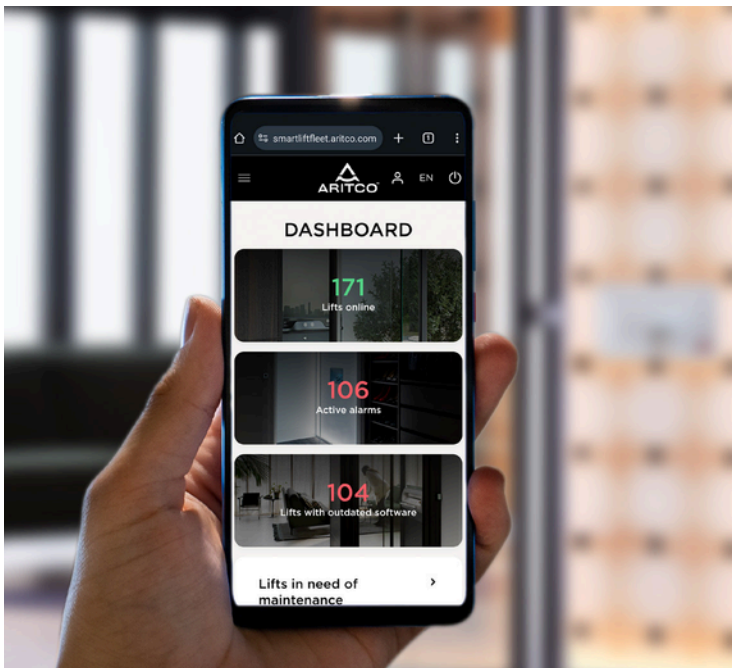 smartliftfleet.aritco.com
1
ARITCO
EN
DASHBOARD
171
Lifts online
106
Active alarms
104
Lifts with outdated software
Lifts in need of
maintenance